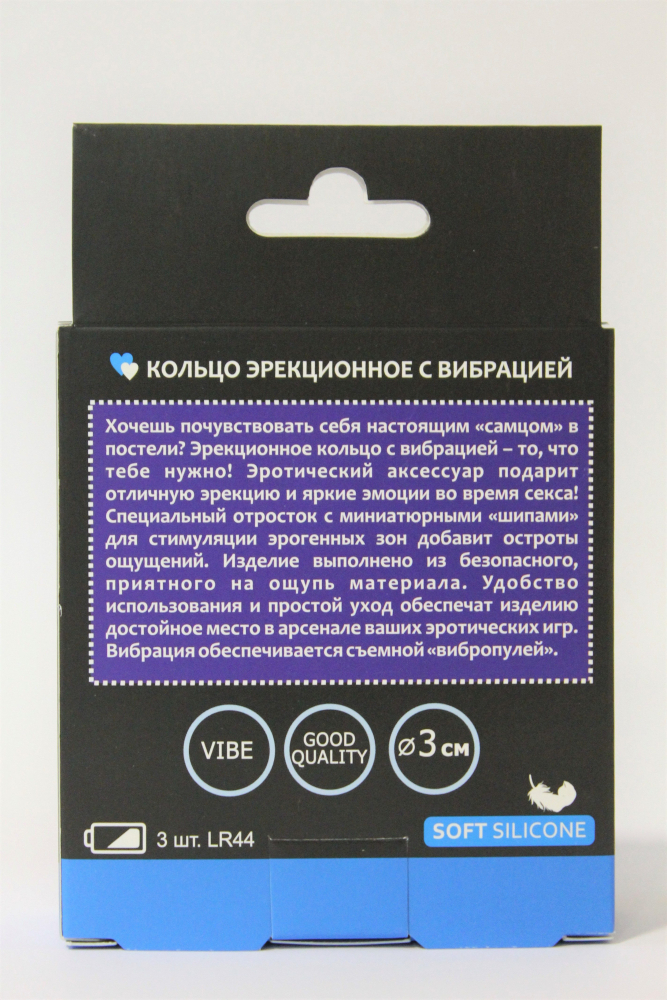 КОЛЬЦО ЭРЕКЦИОННОЕ С ВИБРАЦИЕЙ
Хочешь почувствовать себя настоящим «самцом» в
постели? Эрекционное кольцо с вибрацией – то, что
тебе нужно! Эротический аксессуар подарит
отличную эрекцию и яркие эмоции во время секса!
Специальный отросток с миниатюрными «шипами»
для стимуляции эрогенных зон добавит остроты
ощущений. Изделие выполнено из безопасного,
приятного на ощупь материала. Удобство
использования и простой уход обеспечат изделию
достойное место в арсенале ваших эротических игр.
Вибрация обеспечивается съемной «вибропулей».
VIBE
GOOD
QUALITY
⌀3 см
3 шт. LR44
SOFT SILICONE